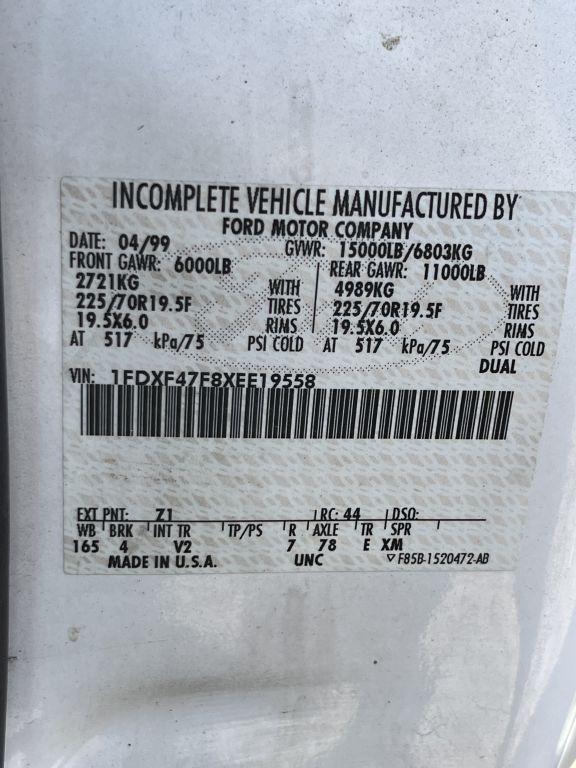 INCOMPLETE VEHICLE MANUFACTURED BY
FORD MOTOR COMPANY
DATE: 04/99 GVWR: 15000LB/6803KG
FRONT GAWR: 6000LB REAR GAWR: 11000LB
2721KG WITH 4989KG WITH
225/70R19.5F TIRES 225/70R19.5F TIRES
19.5X6.0 RIMS 19.5X6.0 RIMS
AT 517 kPa/75 PSI COLD AT 517 kPa/75 PSI COLD
DUAL
VIN: 1FDXF47F8XEE19558
EXT PNT: Z1 RC: 44 DSO:
WB BRK INT TR TP/PS R AXLE TR SPR
165 4 V2 7 78 E XM
MADE IN U.S.A. UNC F85B-1520472-AB